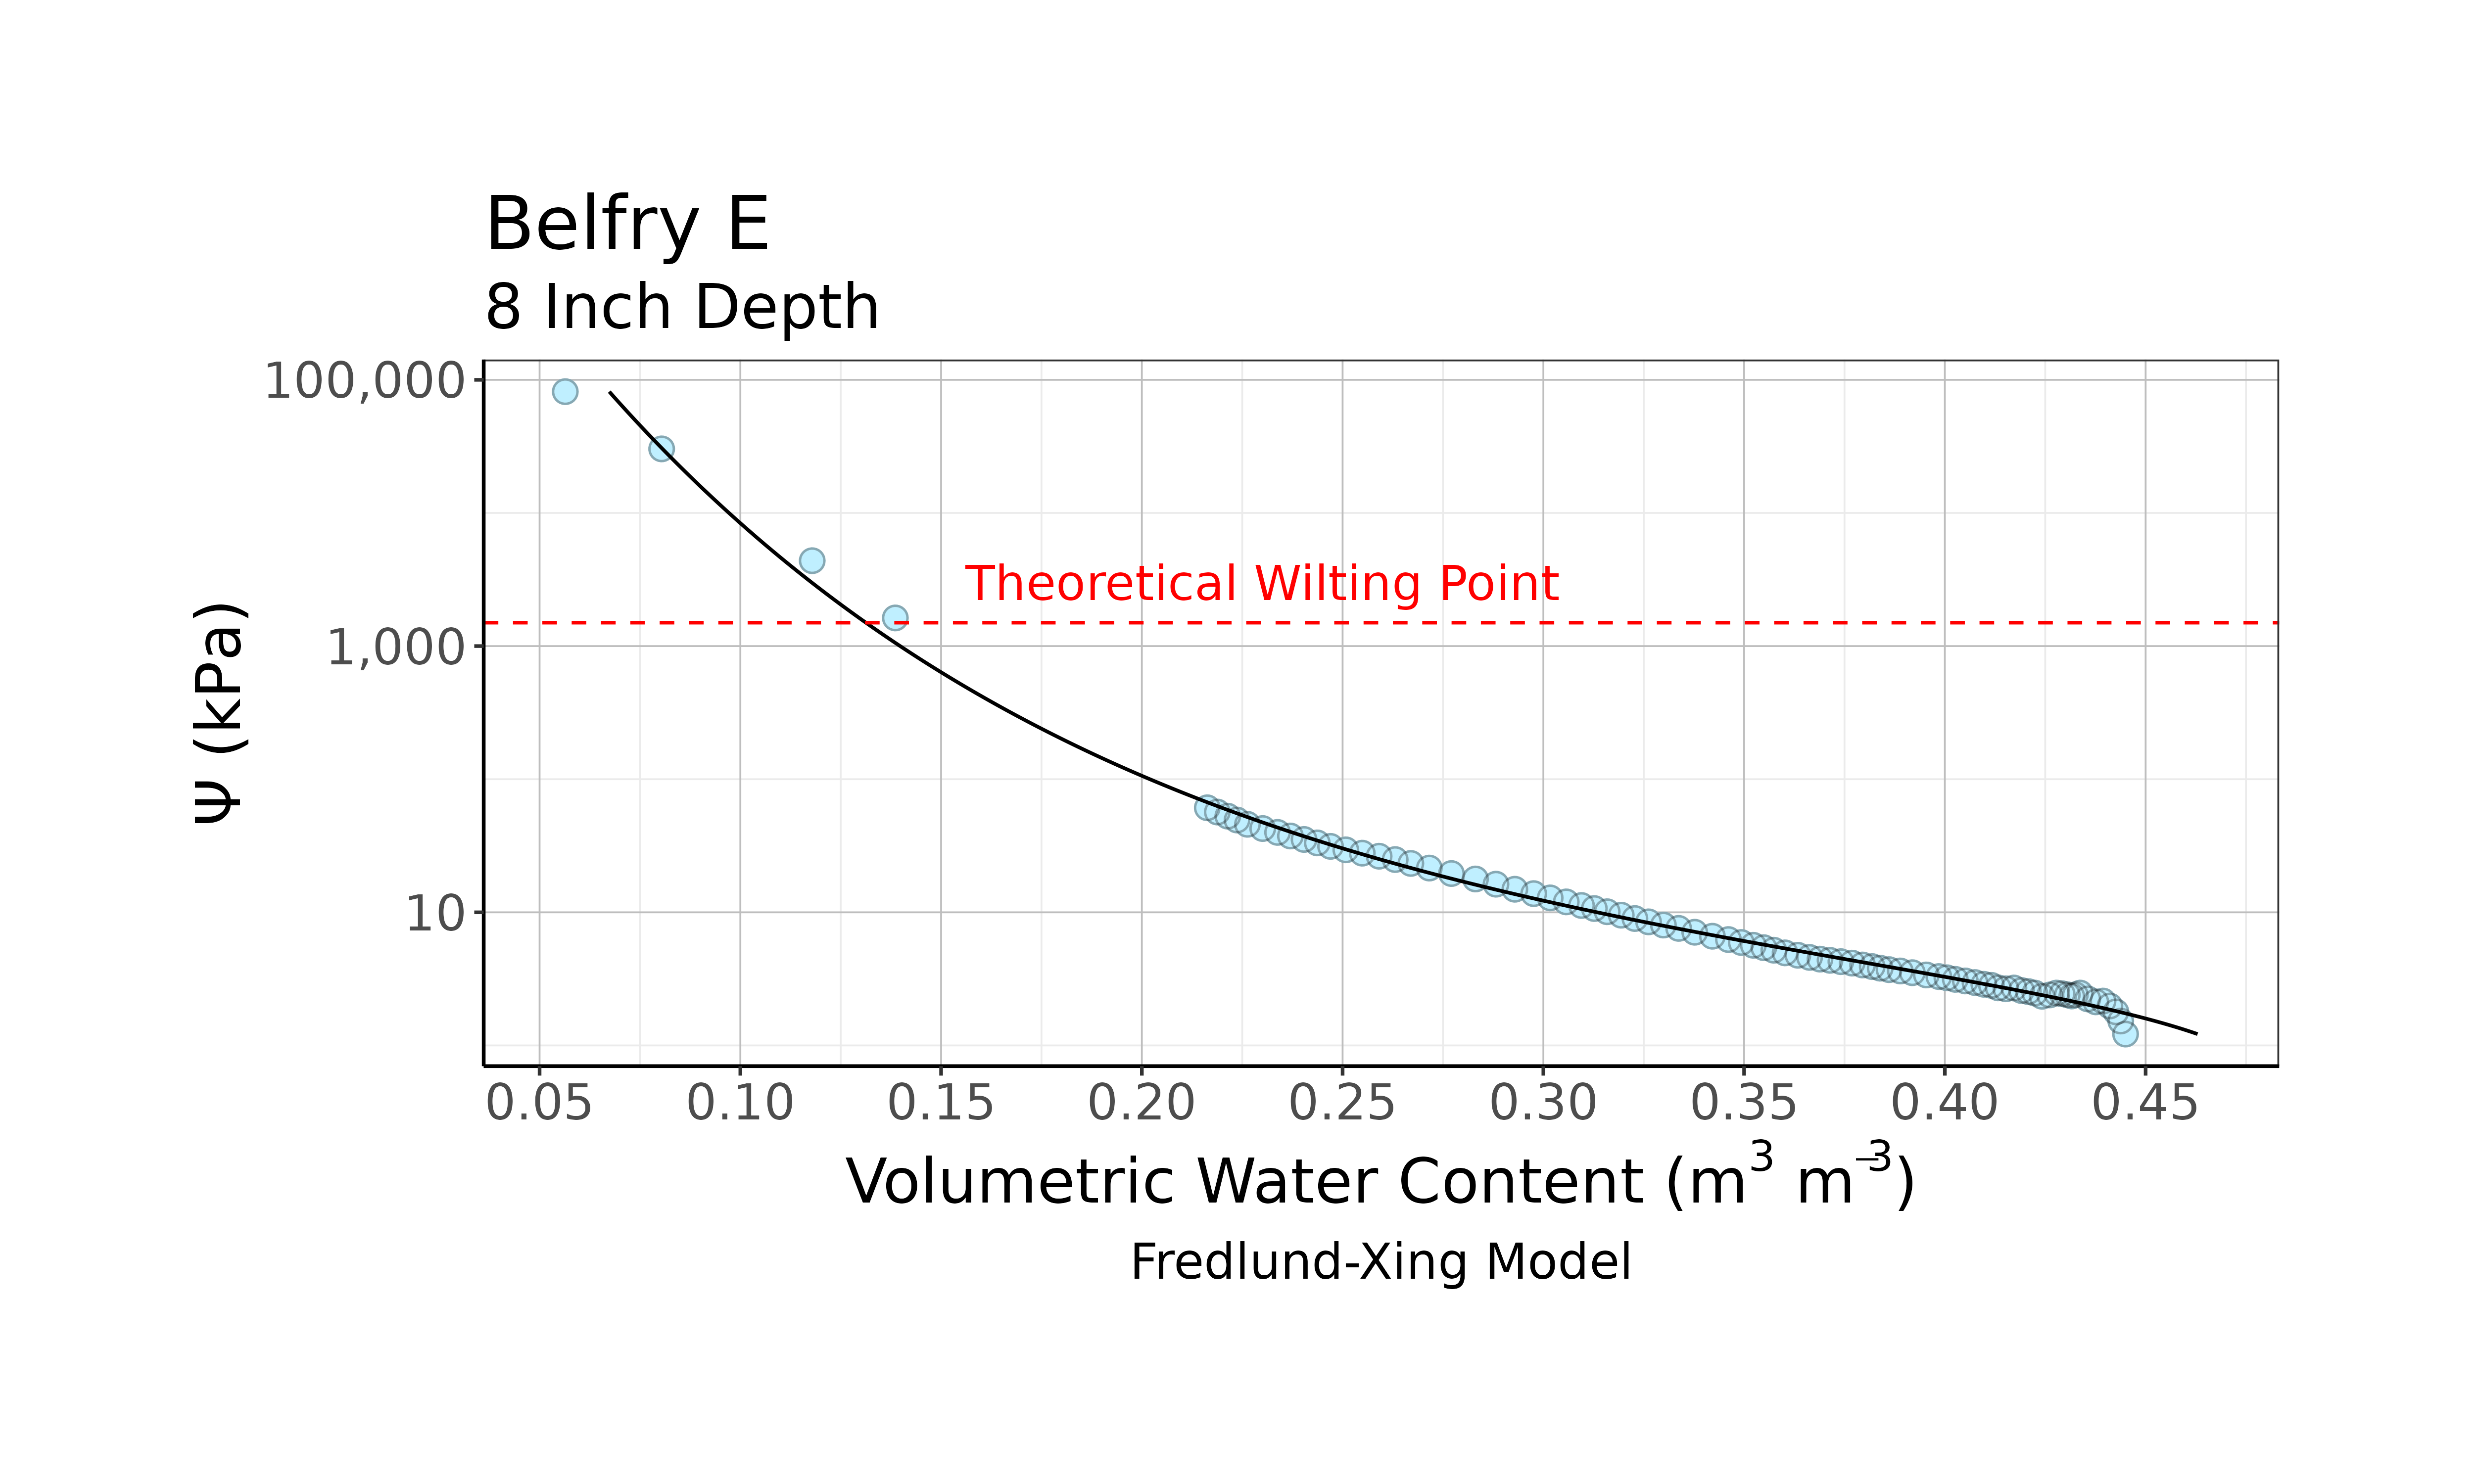 Belfry E
8 Inch Depth
100,000
1,000
10
Ψ (kPa)
Theoretical Wilting Point
0.05 0.10 0.15 0.20 0.25 0.30 0.35 0.40 0.45
Volumetric Water Content (m³ m⁻³)
Fredlund-Xing Model